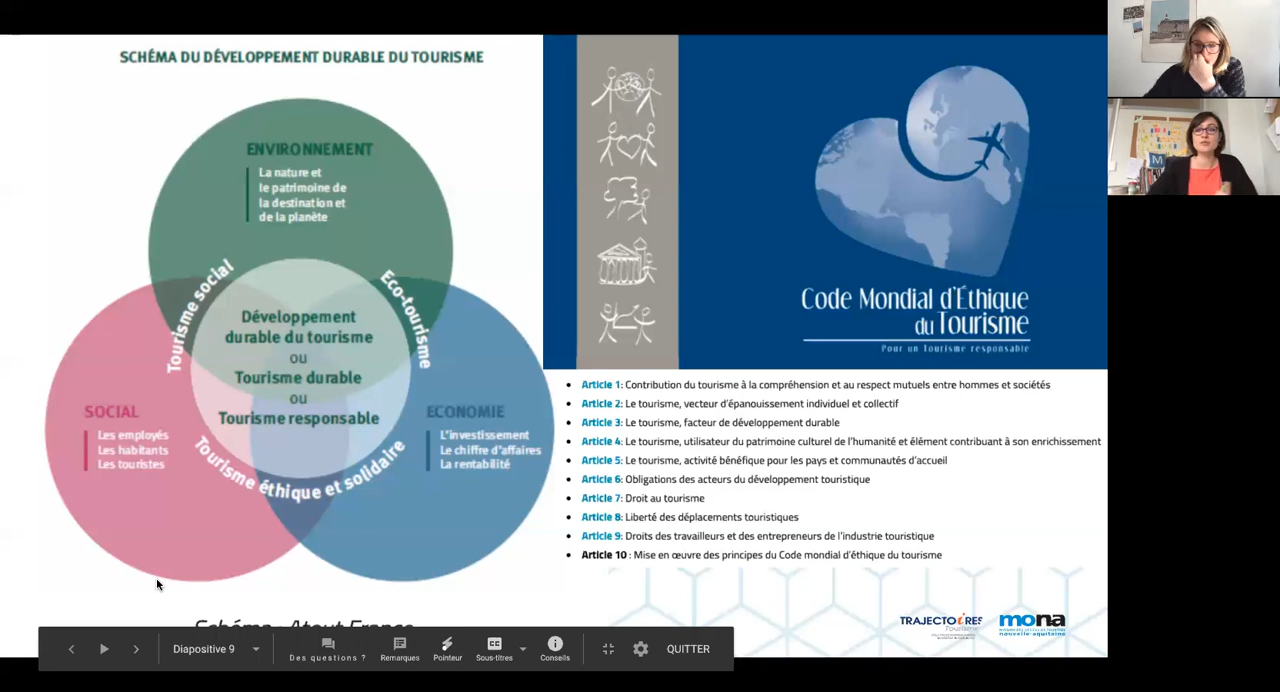 SCHÉMA DU DÉVELOPPEMENT DURABLE DU TOURISME
ENVIRONNEMENT
La nature et
le patrimoine de
la destination et
de la planète
Tourisme social
Eco-tourisme
Développement
durable du tourisme
ou
Tourisme durable
ou
Tourisme responsable
SOCIAL
Les employés
Les habitants
Les touristes
ECONOMIE
L'investissement
Le chiffre d'affaires
La rentabilité
Tourisme éthique et solidaire
Schéma : Atout France
Code Mondial d'Éthique
du Tourisme
Pour un Tourisme responsable
Article 1: Contribution du tourisme à la compréhension et au respect mutuels entre hommes et sociétés
Article 2: Le tourisme, vecteur d'épanouissement individuel et collectif
Article 3: Le tourisme, facteur de développement durable
Article 4: Le tourisme, utilisateur du patrimoine culturel de l'humanité et élément contribuant à son enrichissement
Article 5: Le tourisme, activité bénéfique pour les pays et communautés d'accueil
Article 6: Obligations des acteurs du développement touristique
Article 7: Droit au tourisme
Article 8: Liberté des déplacements touristiques
Article 9: Droits des travailleurs et des entrepreneurs de l'industrie touristique
Article 10 : Mise en œuvre des principes du Code mondial d'éthique du tourisme
TRAJECTOIRES
Tourisme
mona
nouvelle-aquitaine
Diapositive 9
Des questions ?
Remarques
Pointeur
Sous-titres
Conseils
QUITTER
M